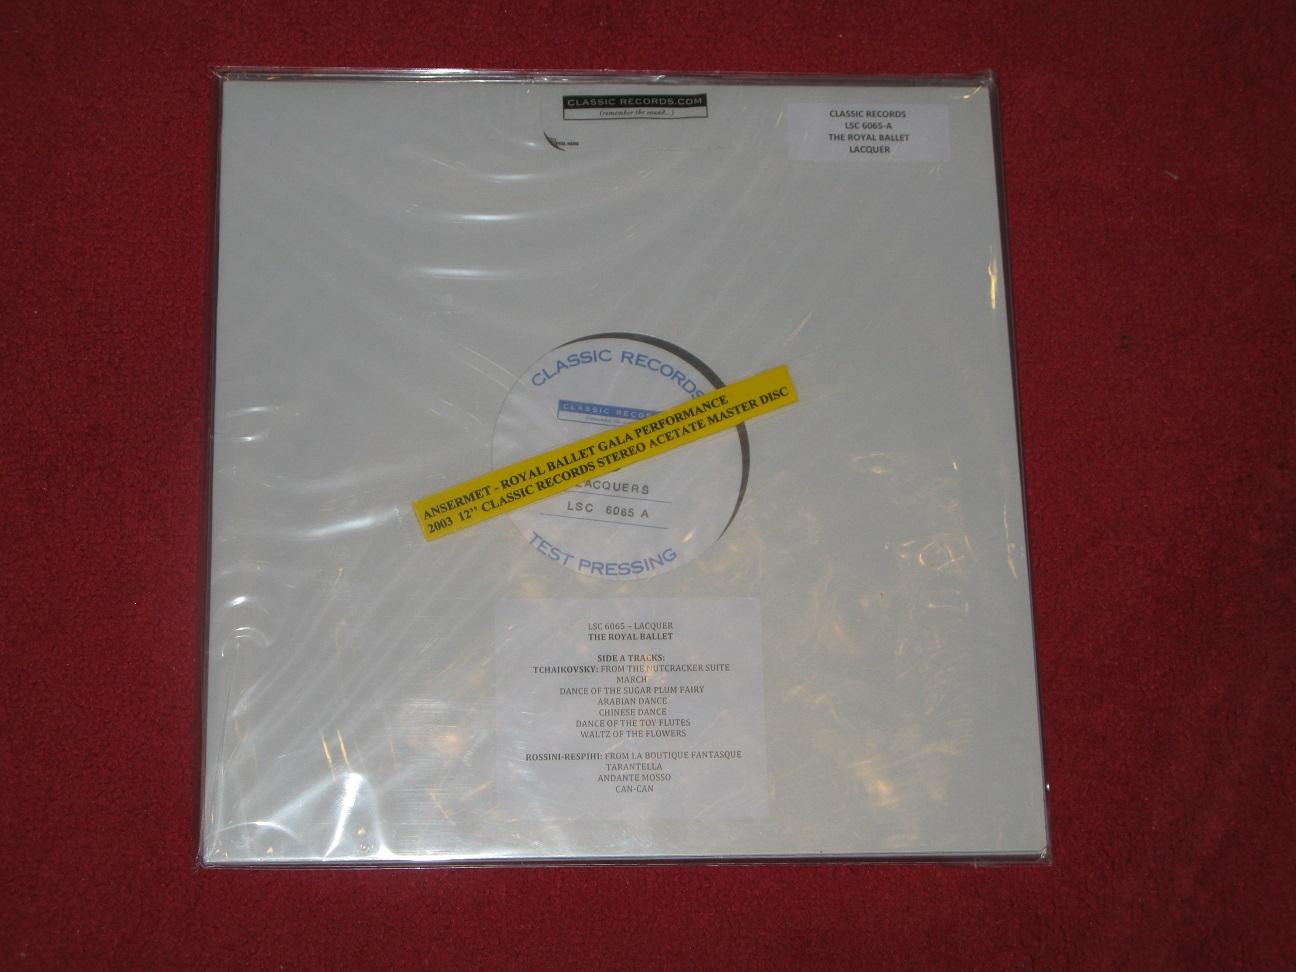 CLASSIC RECORDS.COM
(remember the sound...)
PEEL HERE
CLASSIC RECORDS
LSC 6065-A
THE ROYAL BALLET
LACQUER
CLASSIC RECORDS
CLASSIC RECOR
ANSERMET - ROYAL BALLET GALA PERFORMANCE
2003 12'' CLASSIC RECORDS STEREO ACETATE MASTER DISC
LACQUERS
LSC 6065 A
TEST PRESSING
LSC 6065 – LACQUER
THE ROYAL BALLET
SIDE A TRACKS:
TCHAIKOVSKY: FROM THE NUTCRACKER SUITE
MARCH
DANCE OF THE SUGAR PLUM FAIRY
ARABIAN DANCE
CHINESE DANCE
DANCE OF THE TOY FLUTES
WALTZ OF THE FLOWERS
ROSSINI-RESPIHI: FROM LA BOUTIQUE FANTASQUE
TARANTELLA
ANDANTE MOSSO
CAN-CAN